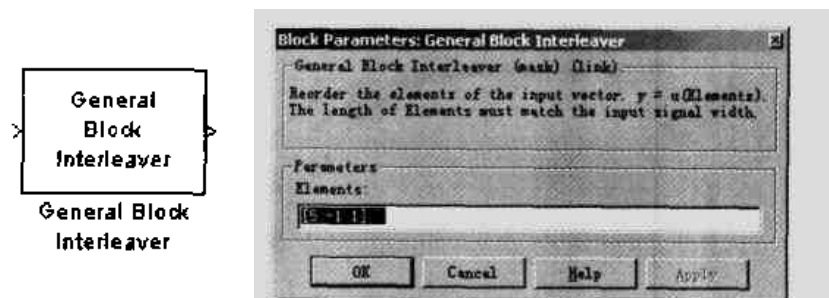 General
Block
Interleaver
General Block
Interleaver
Block Parameters: General Block Interleaver
General Block Interleaver (mask) (link)
Reorder the elements of the input vector. y = u(Elements).
The length of Elements must match the input signal width.
Parameters
Elements:
OK
Cancel
Help
Apply